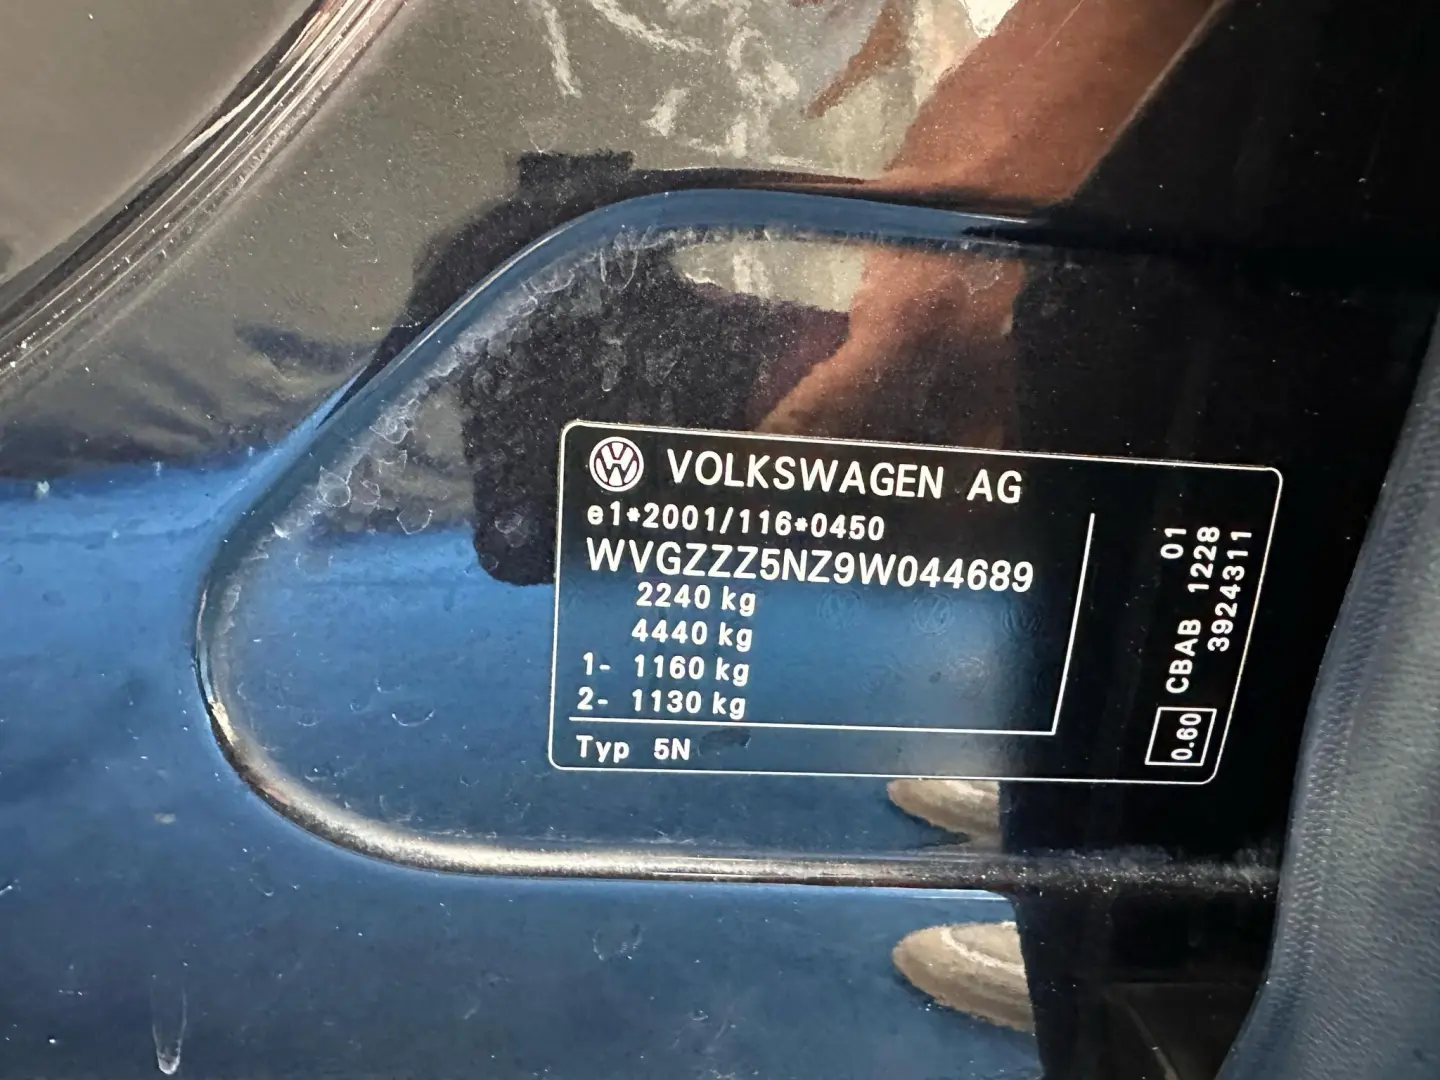 VOLKSWAGEN AG
e1*2001/116*0450
WVGZZZ5NZ9W044689
2240 kg
4440 kg
1- 1160 kg
2- 1130 kg
Typ 5N
01
CBAB 1228
3924311
0.60